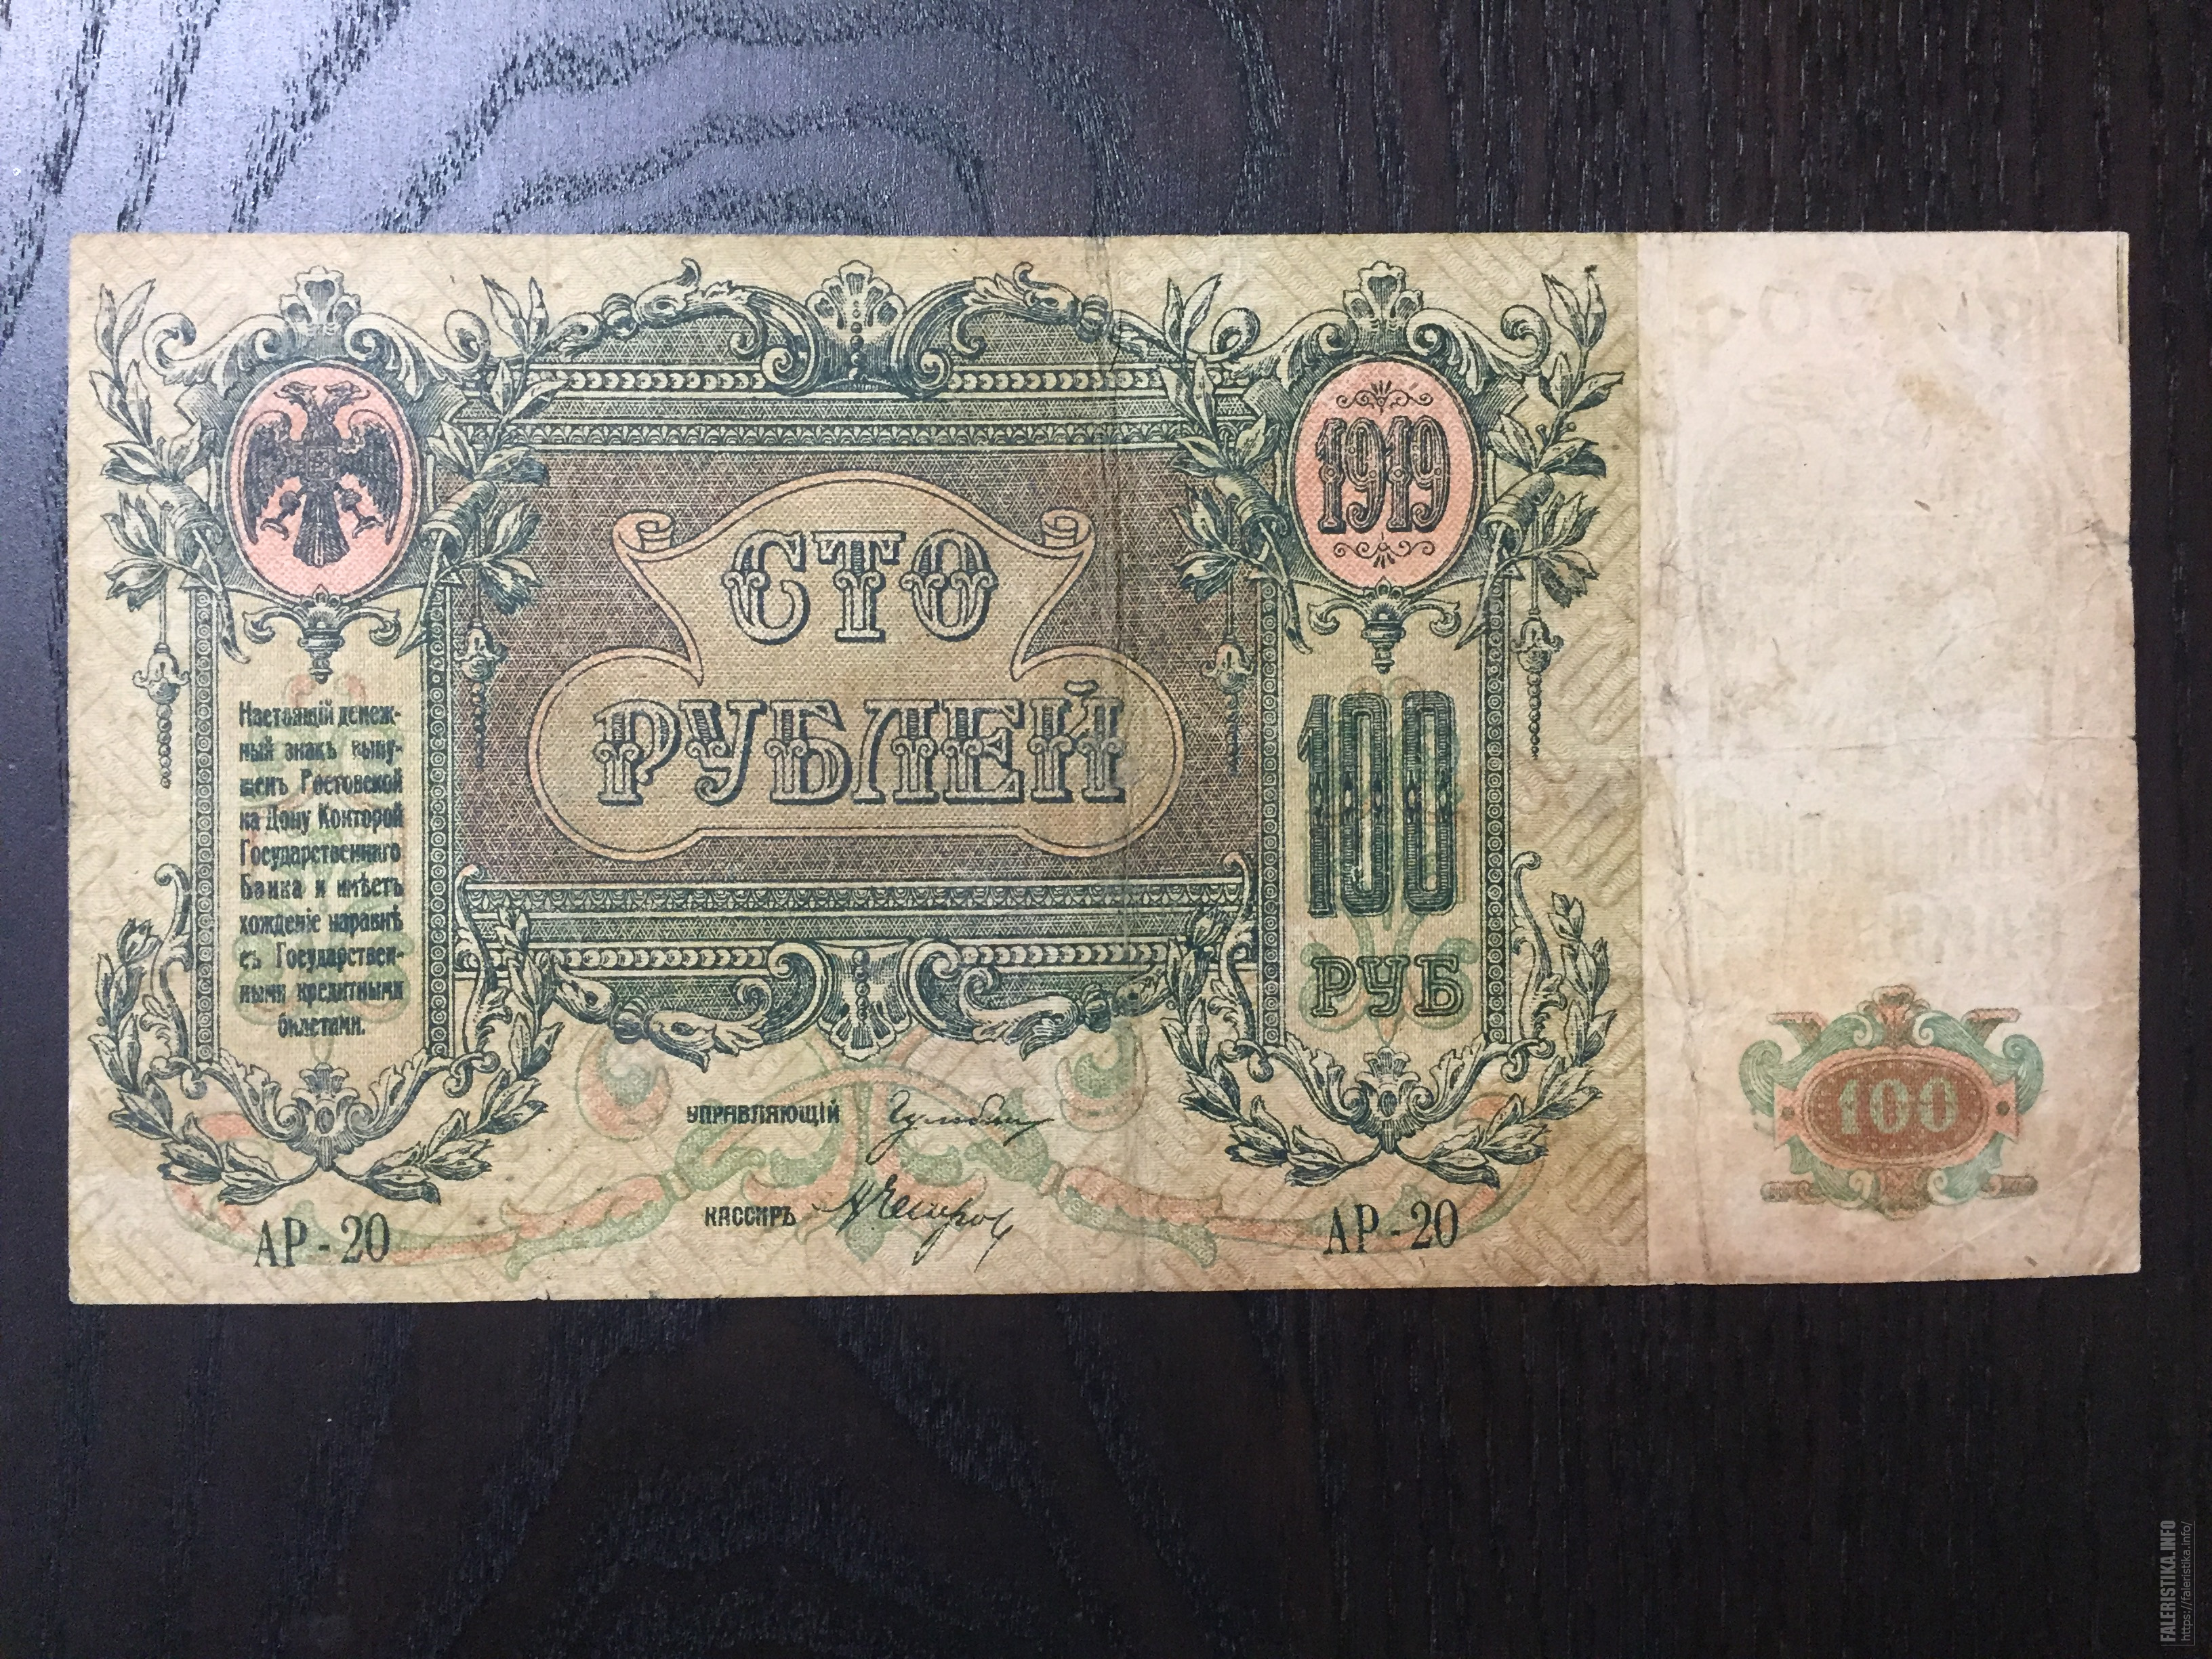 1919
СТО
РУБЛЕЙ
Настоящій денеж-
ный знакъ выпу-
щенъ Ростовской
на Дону Конторой
Государственнаго
Банка и имѣетъ
хожденіе наравнѣ
съ Государствен-
ными кредитными
билетами.
100
РУБ
УПРАВЛЯЮЩІЙ
КАССИРЪ
АР-20
АР-20
100
FALERISTIKA.INFO
https://faleristika.info/